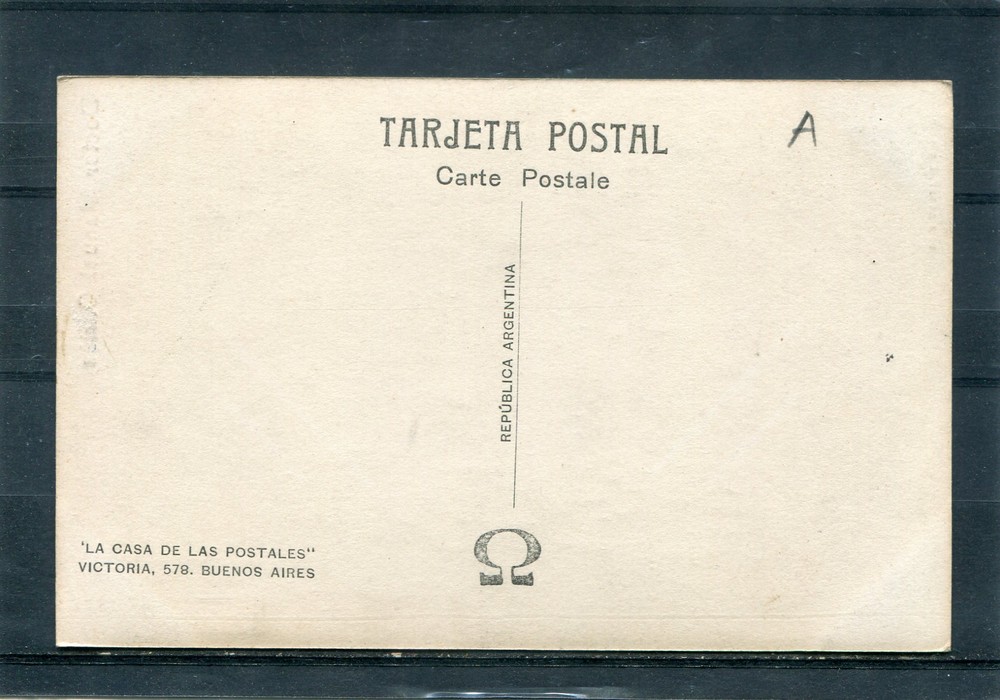 TARJETA POSTAL
Carte Postale
A
REPÚBLICA ARGENTINA
'LA CASA DE LAS POSTALES"
VICTORIA, 578. BUENOS AIRES
Ω